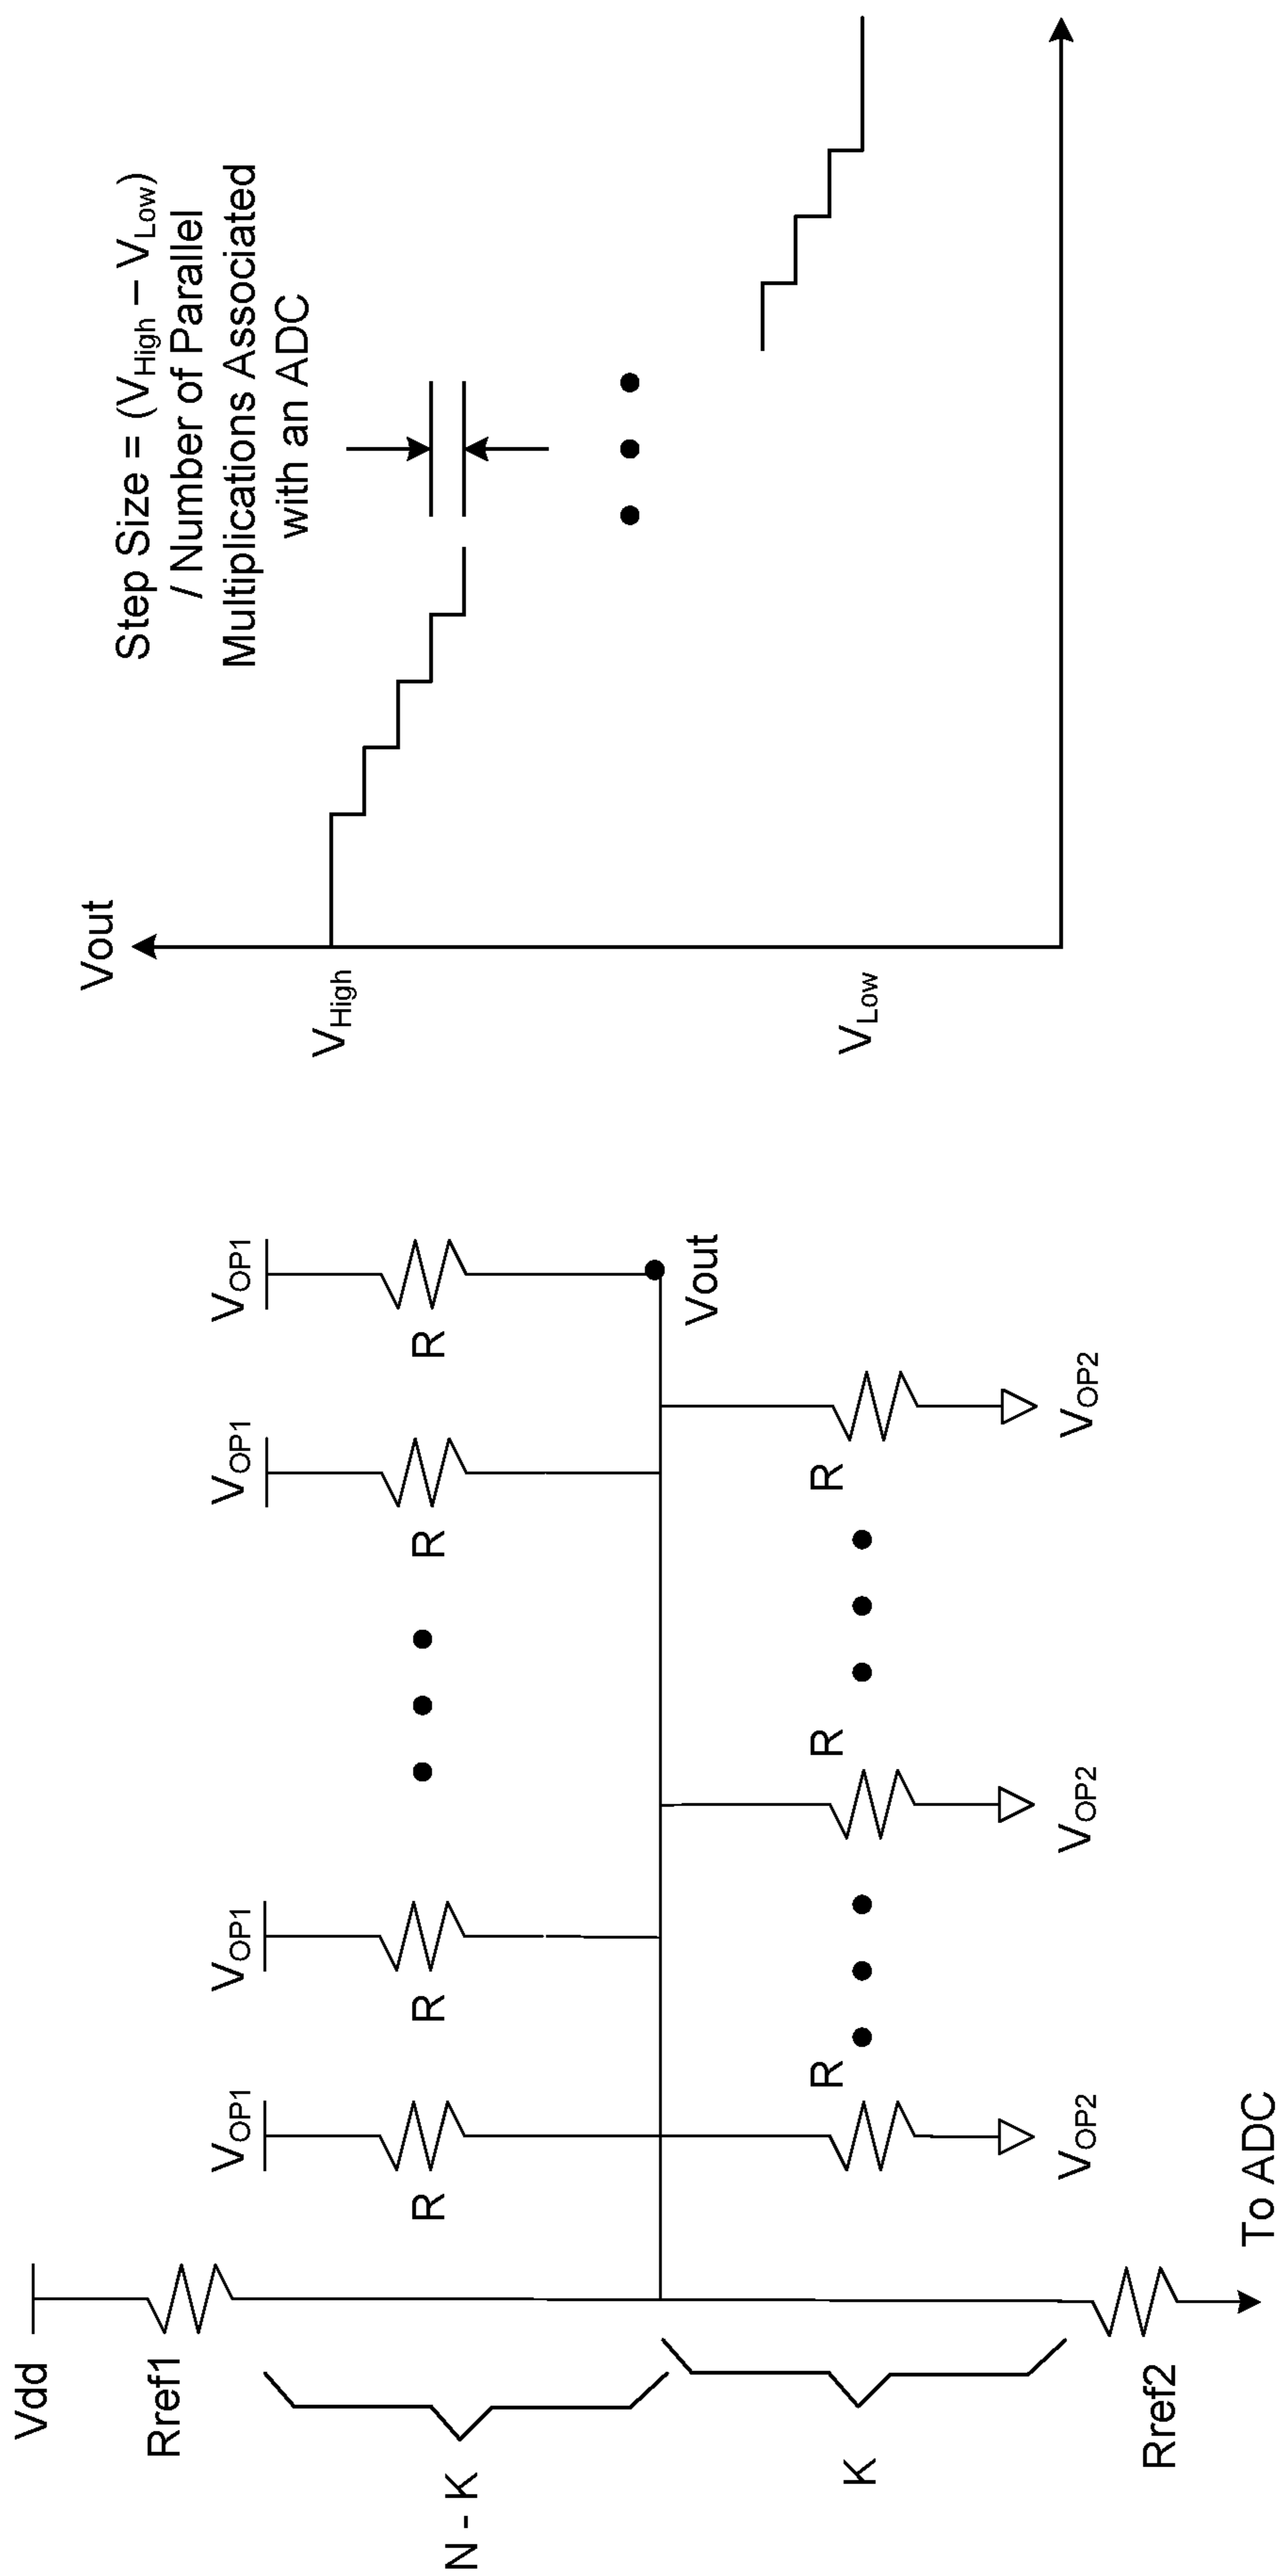 Vdd
Rref1
N - K
K
Rref2
To ADC
V_OP1
V_OP1
V_OP1
V_OP1
R
R
R
R
Vout
R
R
R
V_OP2
V_OP2
V_OP2
Vout
V_High
V_Low
Step Size = (V_High – V_Low)
/ Number of Parallel
Multiplications Associated
with an ADC